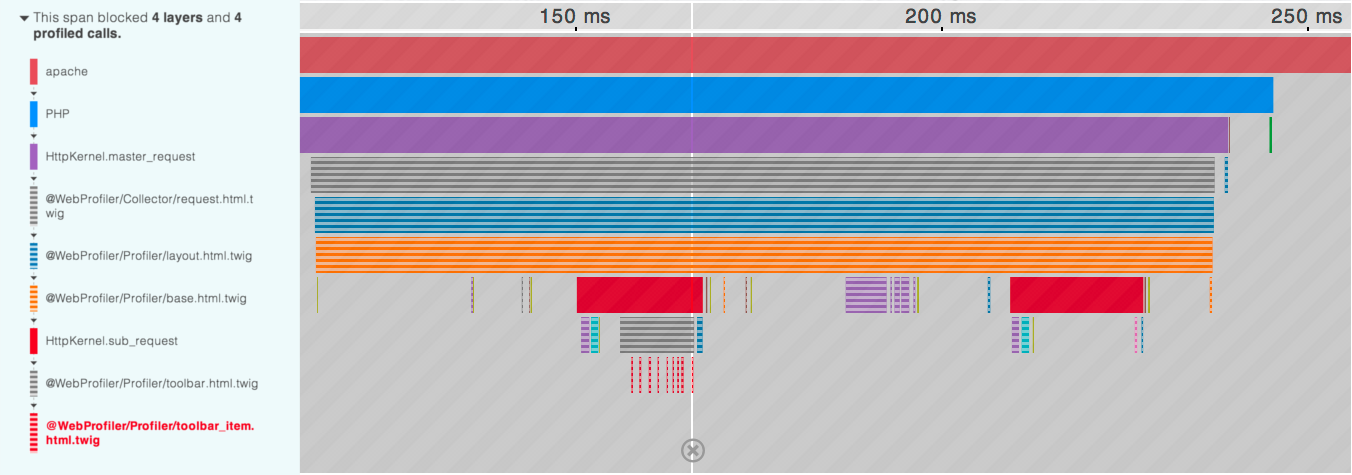 This span blocked 4 layers and 4
profiled calls.
apache
PHP
HttpKernel.master_request
@WebProfiler/Collector/request.html.t
wig
@WebProfiler/Profiler/layout.html.twig
@WebProfiler/Profiler/base.html.twig
HttpKernel.sub_request
@WebProfiler/Profiler/toolbar.html.twig
@WebProfiler/Profiler/toolbar_item.
html.twig
150 ms
200 ms
250 ms